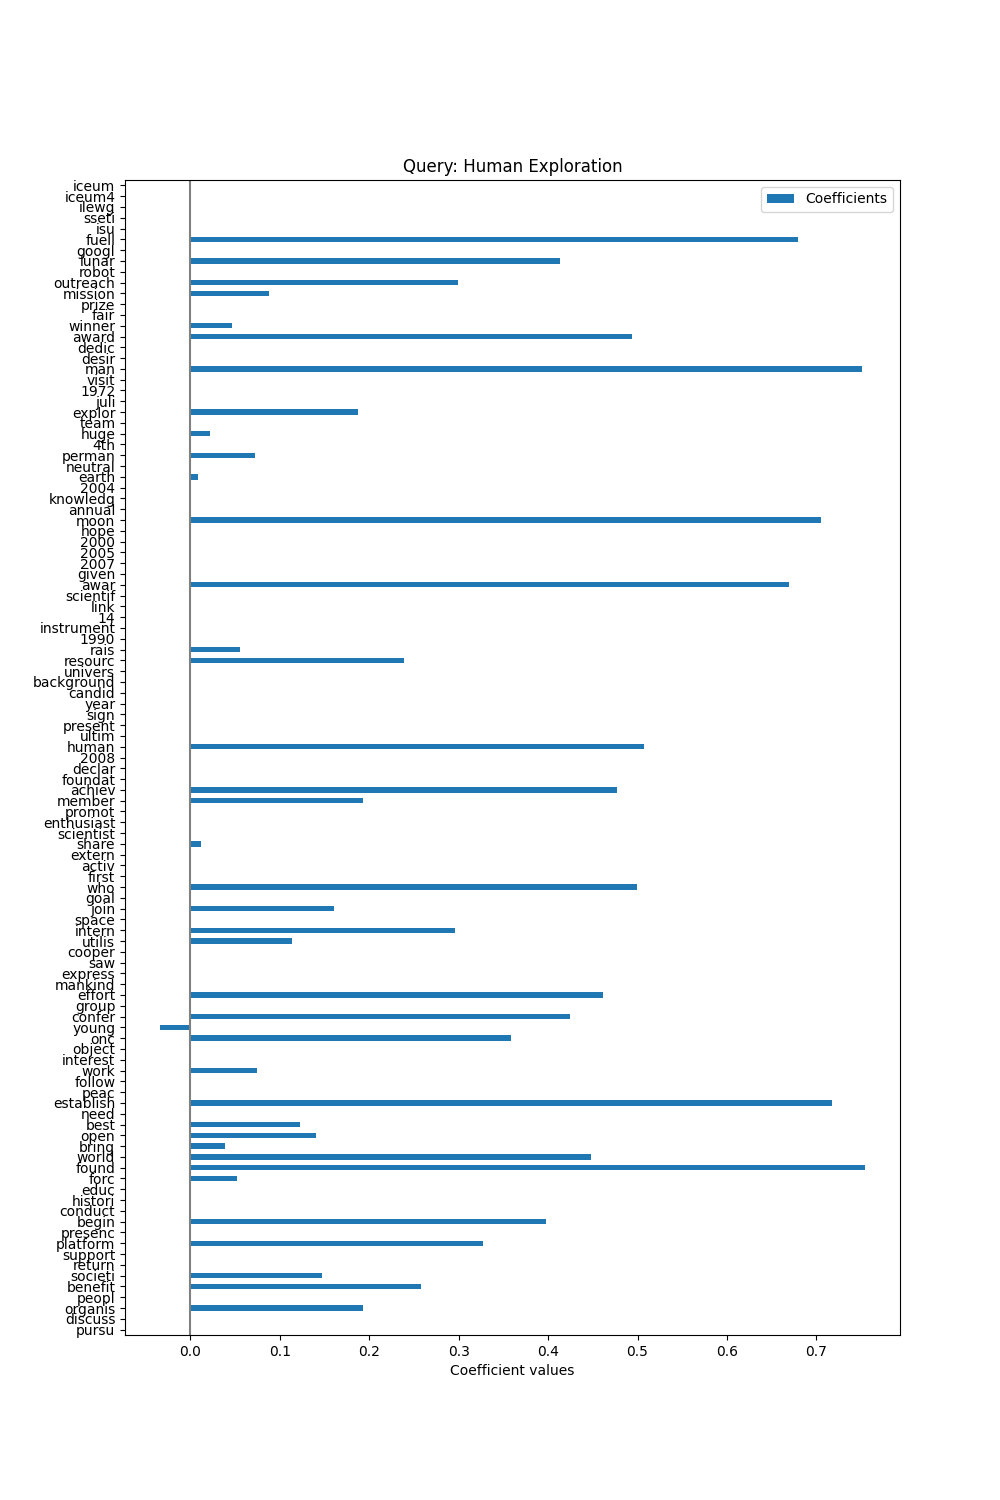 Query: Human Exploration
Coefficients
iceum
iceum4
ilewg
sseti
isu
fuell
googl
funar
robot
outreach
mission
prize
fair
winner
award
dedic
desir
man
visit
1972
juli
explor
team
huge
4th
perman
neutral
earth
2004
knowledg
annual
moon
hope
2000
2005
2007
given
awar
scientif
link
14
instrument
1990
rais
resourc
univers
background
candid
year
sign
present
ultim
human
2008
declar
foundat
achiev
member
promot
enthusiast
scientist
share
extern
activ
first
who
goal
join
space
intern
utilis
cooper
saw
express
mankind
effort
group
confer
young
onc
object
interest
work
follow
peac
establish
need
best
open
bring
world
found
forc
educ
histori
conduct
begin
presenc
platform
support
return
societi
benefit
peopl
organis
discuss
pursu
0.0 0.1 0.2 0.3 0.4 0.5 0.6 0.7
Coefficient values